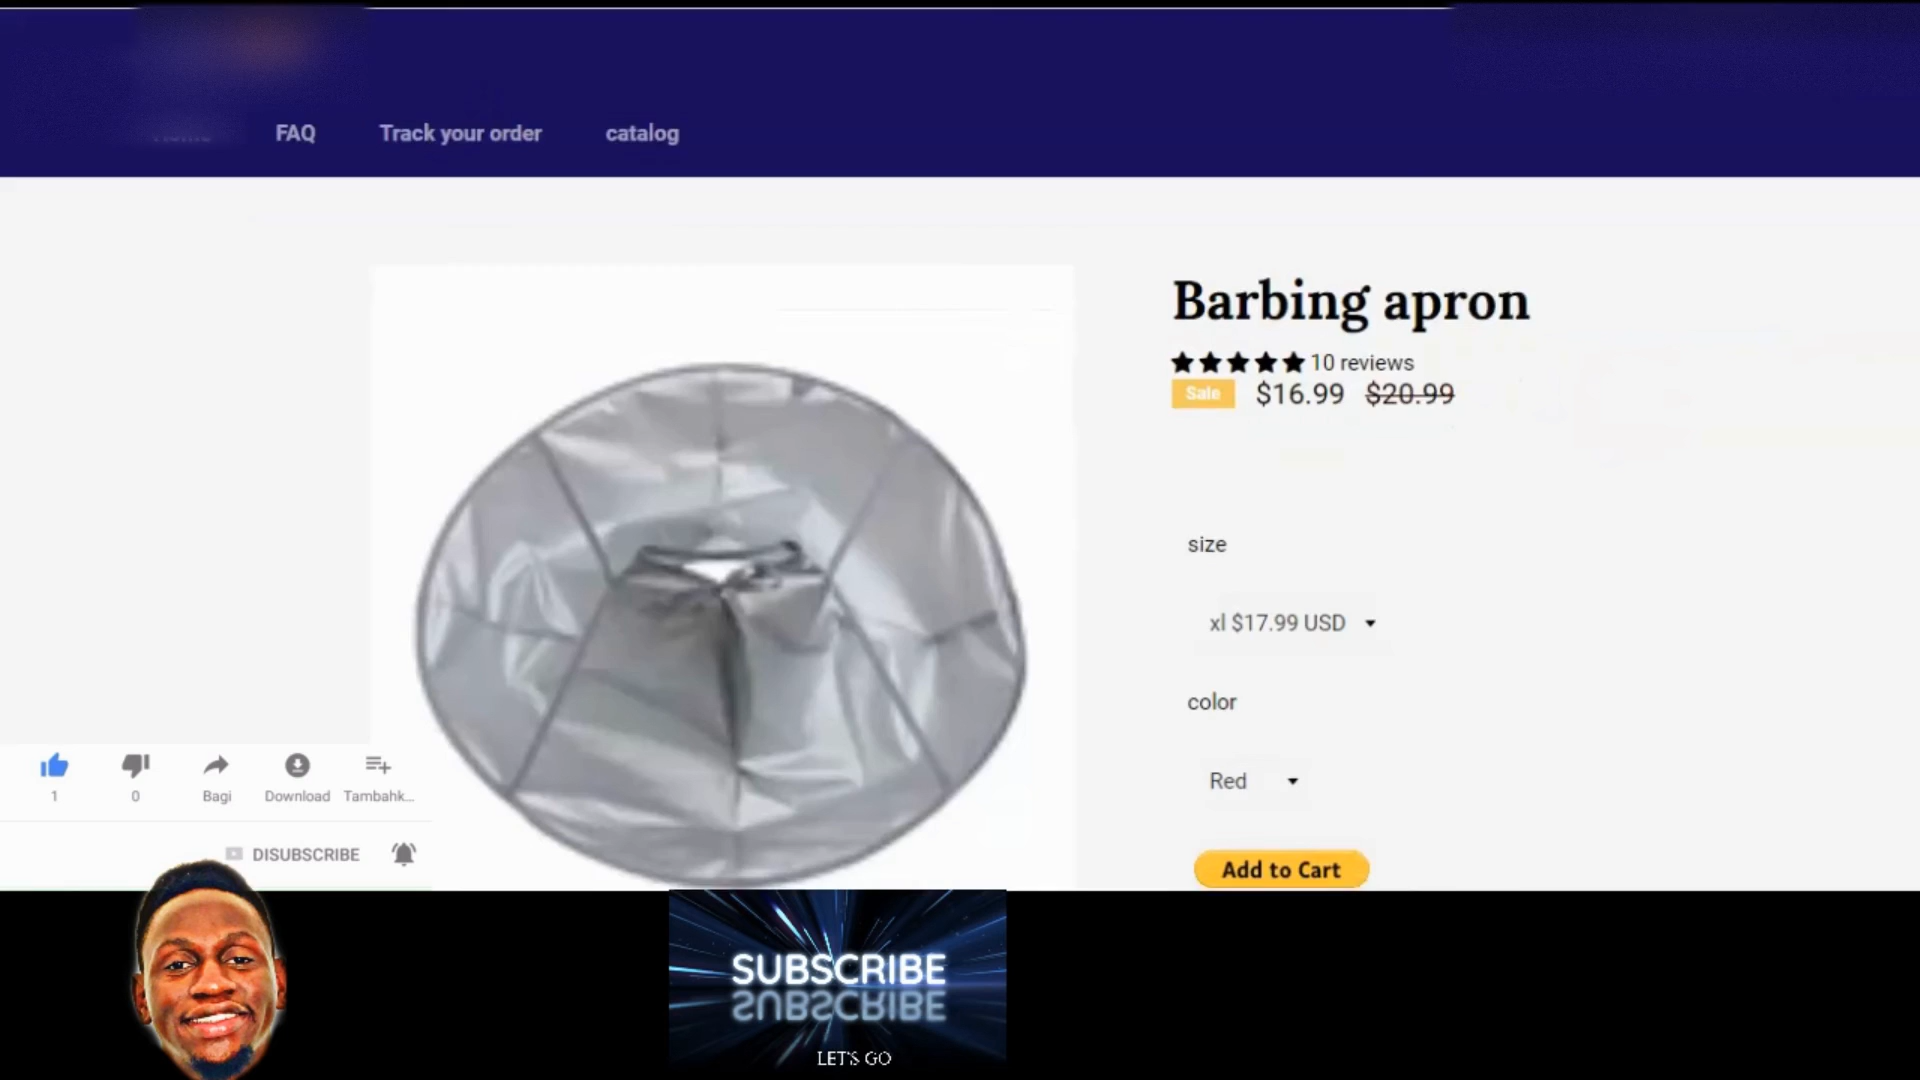 FAQ
Track your order
catalog
Barbing apron
10 reviews
Sale $16.99 $20.99
size
xl $17.99 USD
color
Red
Add to Cart
1
0
Bagi
Download
Tambahk...
DISUBSCRIBE
SUBSCRIBE
SUBSCRIBE
LET'S GO